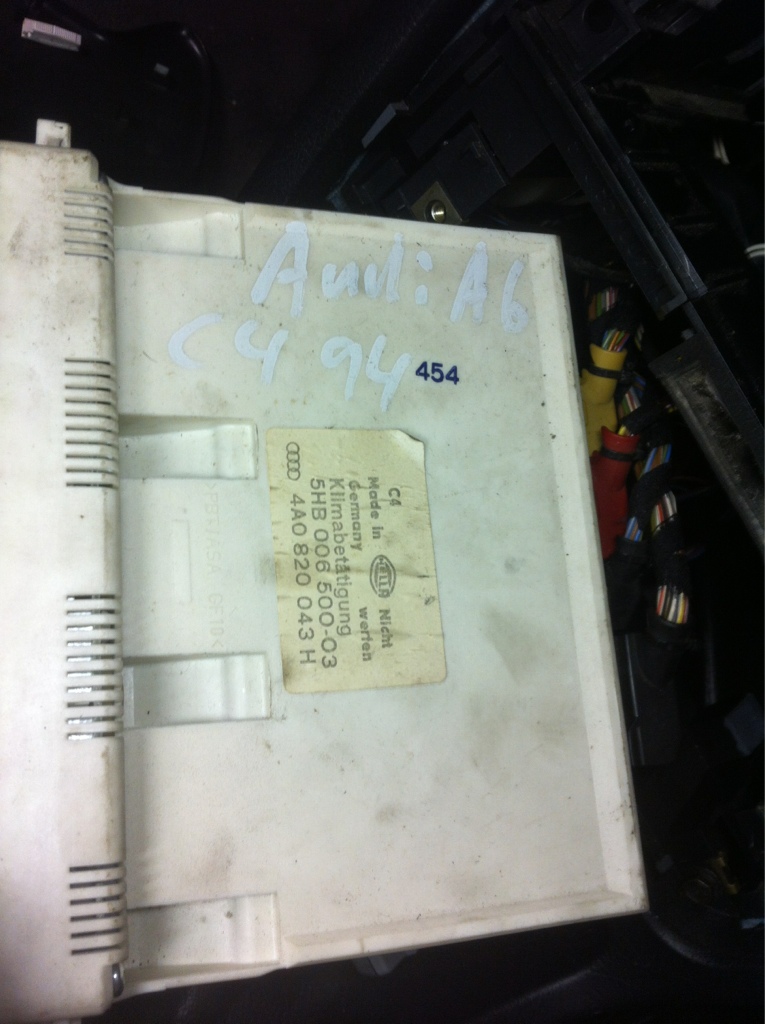 Audi A6
C4 94
454
C4
Made in HELLA Nicht
Germany werfen
Klimabetätigung
5HB 006 500-03
4A0 820 043 H